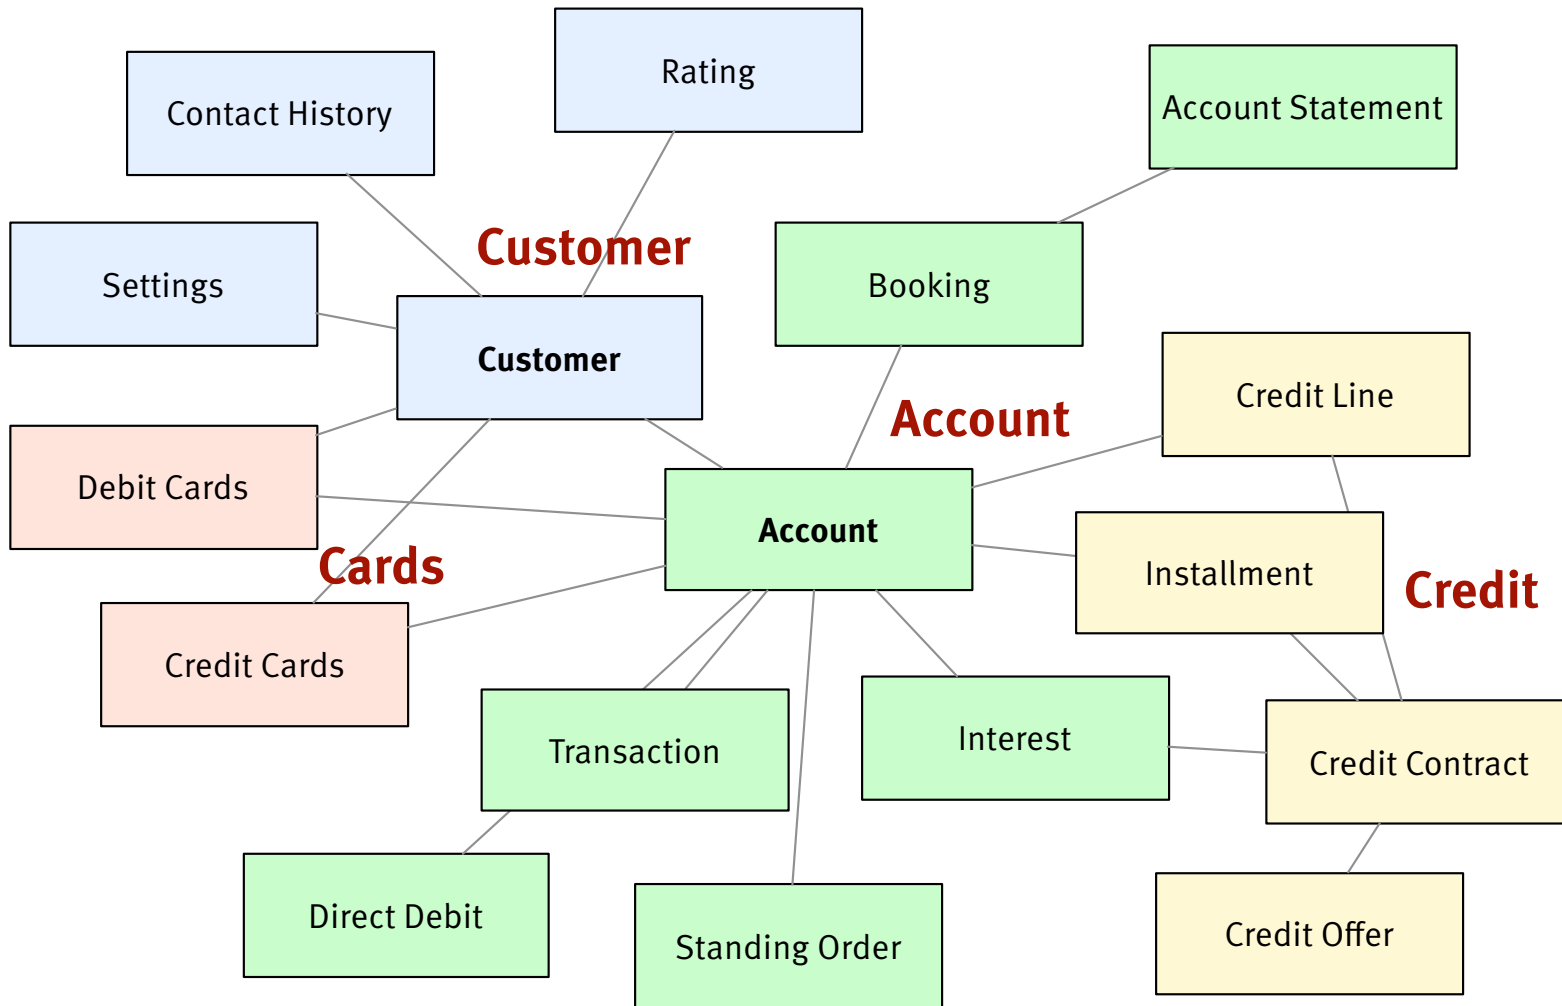 Rating
Contact History
Account Statement
Customer
Settings
Booking
Customer
Credit Line
Account
Debit Cards
Account
Cards
Installment
Credit
Credit Cards
Transaction
Interest
Credit Contract
Direct Debit
Standing Order
Credit Offer